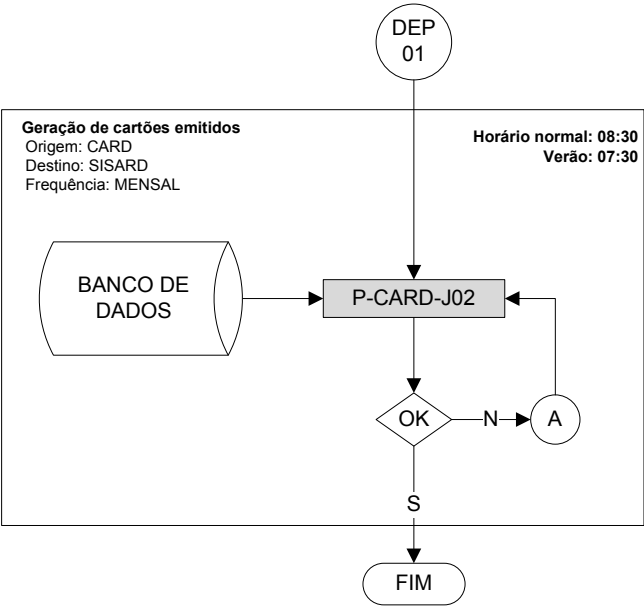 DEP
01
Geração de cartões emitidos
Origem: CARD
Destino: SISARD
Frequência: MENSAL
Horário normal: 08:30
Verão: 07:30
BANCO DE
DADOS
P-CARD-J02
OK
N
A
S
FIM